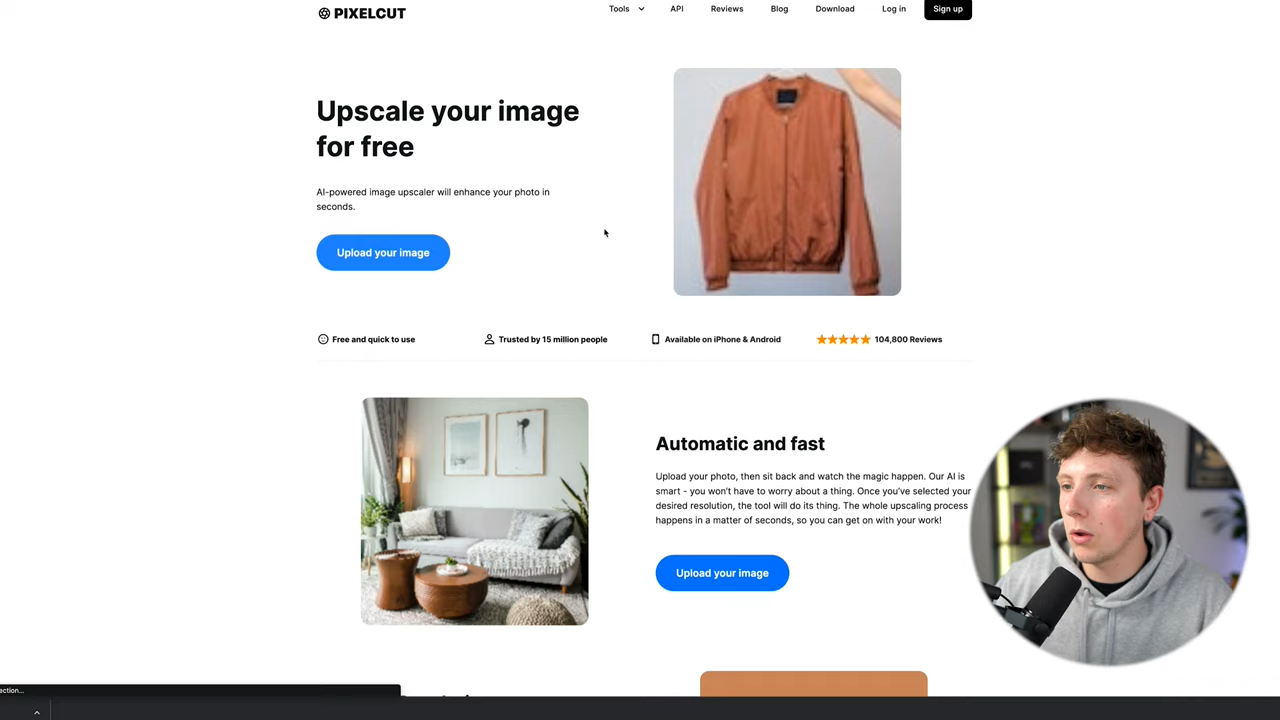 PIXELCUT
Tools
API
Reviews
Blog
Download
Log in
Sign up
Upscale your image
for free
AI-powered image upscaler will enhance your photo in
seconds.
Upload your image
Free and quick to use
Trusted by 15 million people
Available on iPhone & Android
104,800 Reviews
Automatic and fast
Upload your photo, then sit back and watch the magic happen. Our AI is
smart - you won't have to worry about a thing. Once you've selected your
desired resolution, the tool will do its thing. The whole upscaling process
happens in a matter of seconds, so you can get on with your work!
Upload your image
ection...